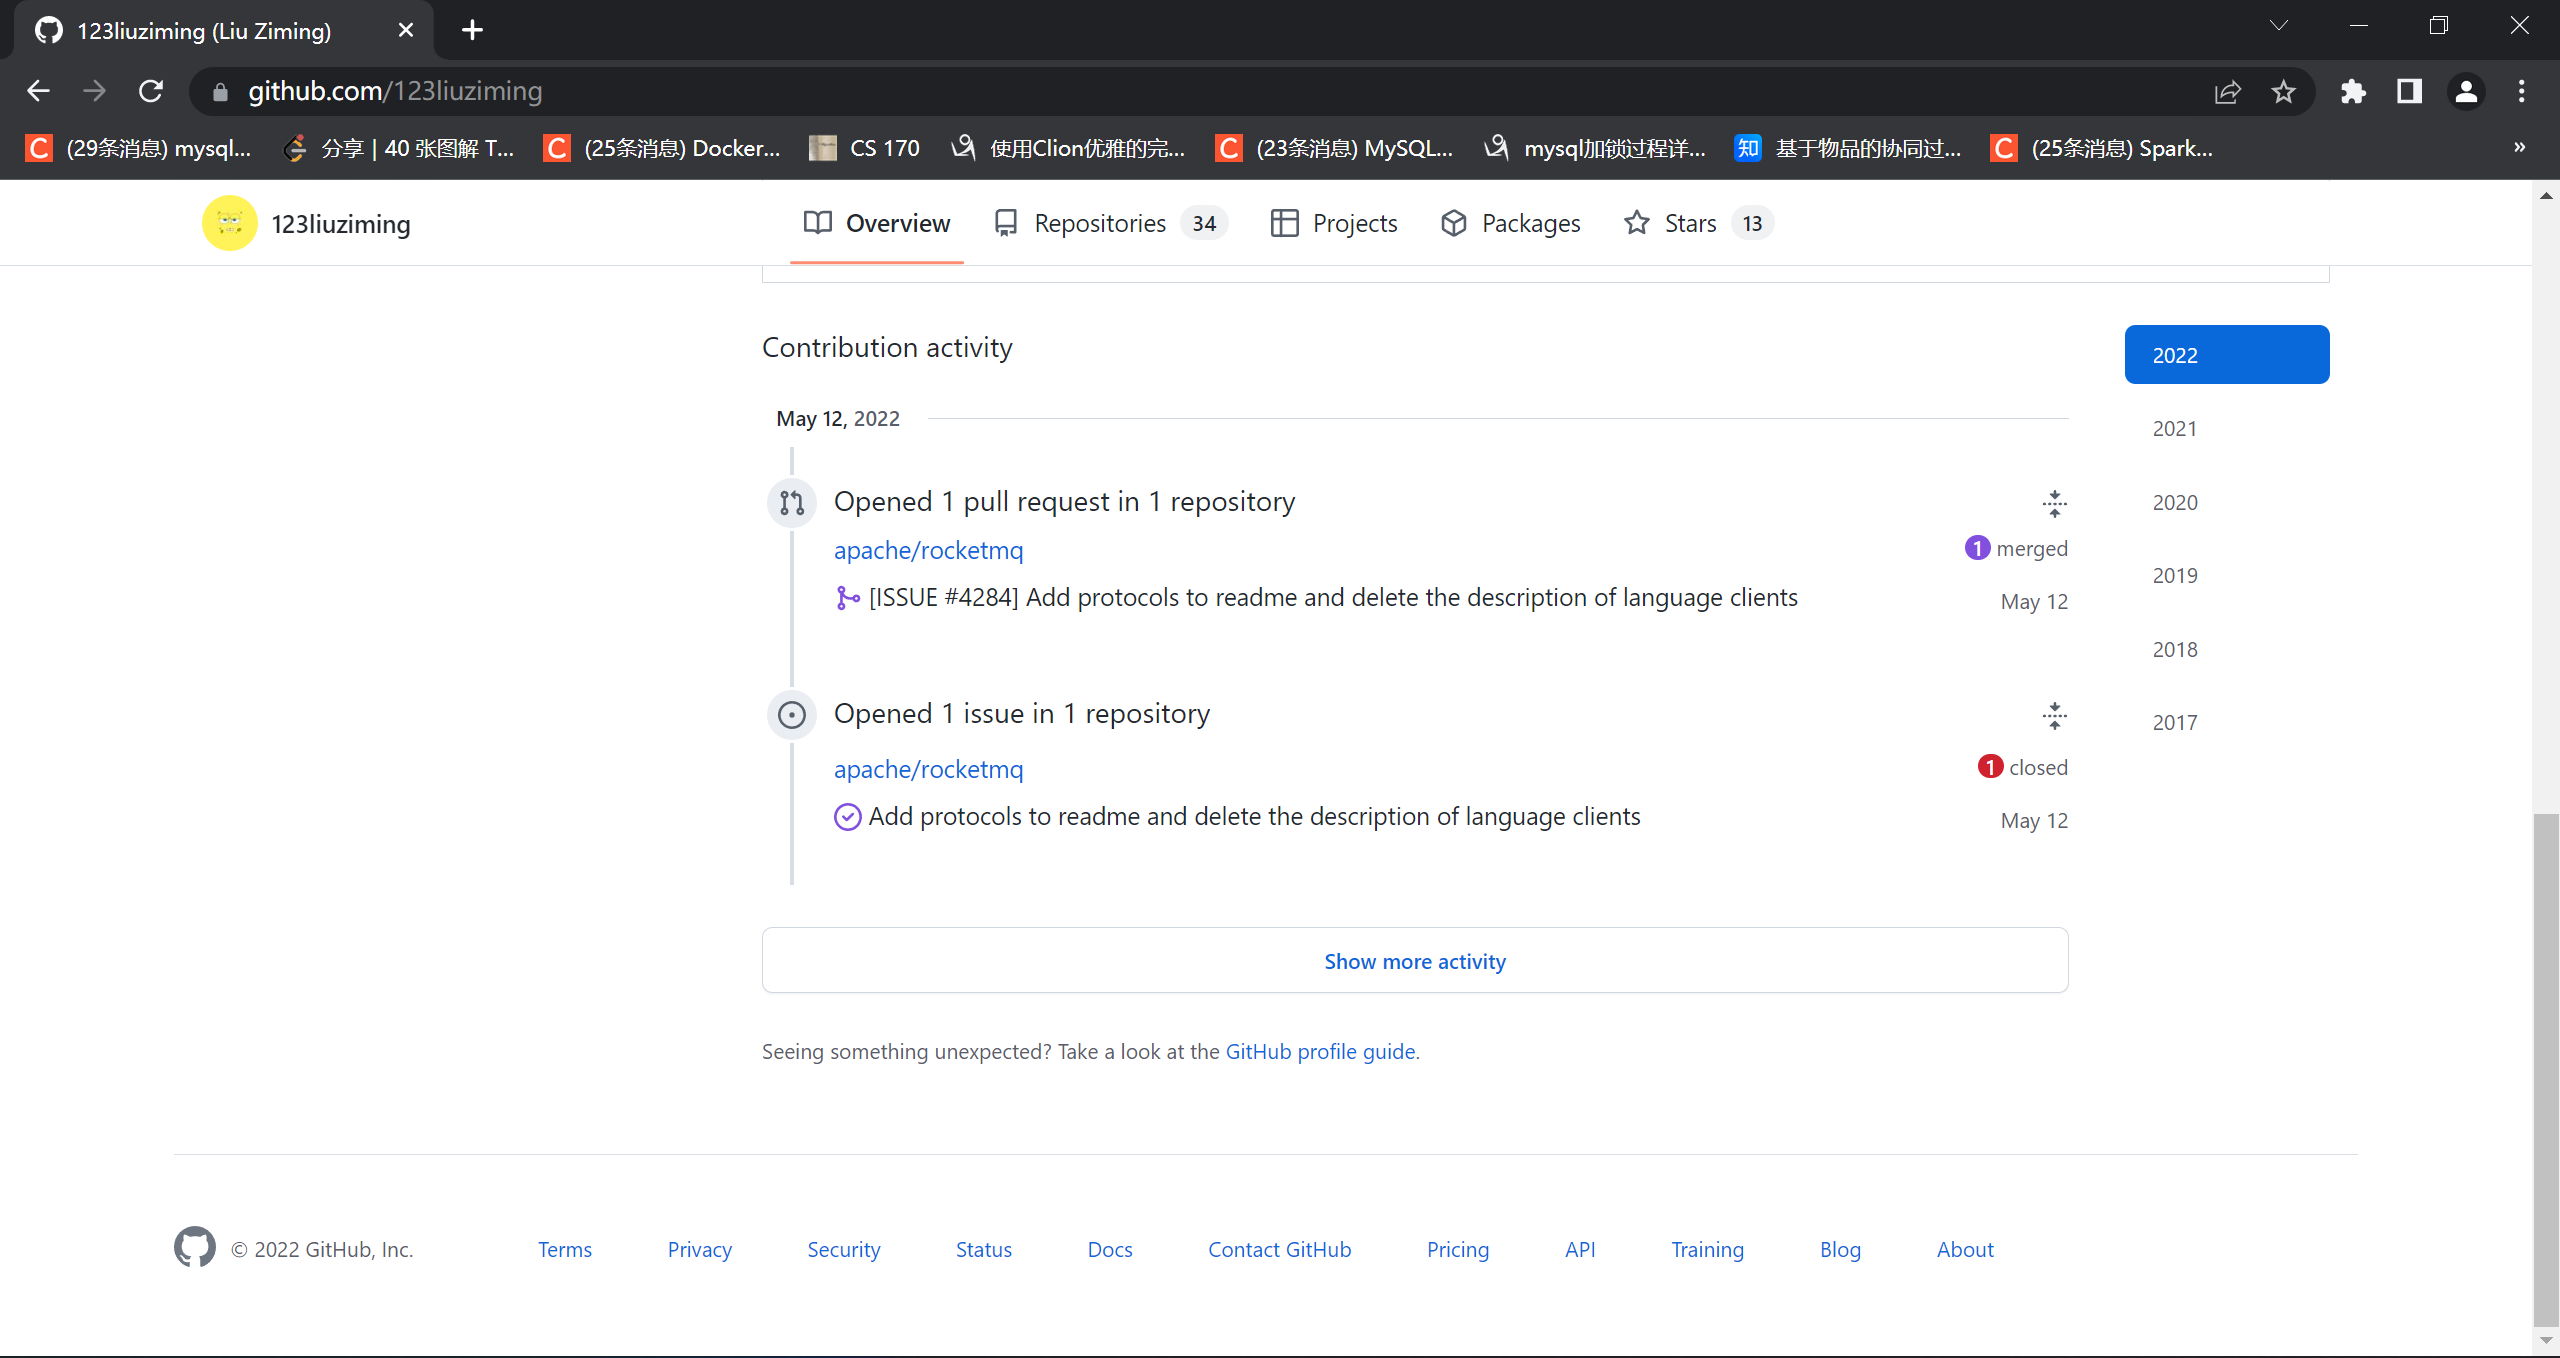 123liuziming (Liu Ziming)
github.com/123liuziming
(29条消息) mysql...
分享 | 40 张图解 T...
(25条消息) Docker...
CS 170
使用Clion优雅的完...
(23条消息) MySQL...
mysql加锁过程详...
知 基于物品的协同过...
(25条消息) Spark...
»
123liuziming
Overview
Repositories 34
Projects
Packages
Stars 13
Contribution activity
2022
2021
2020
2019
2018
2017
May 12, 2022
Opened 1 pull request in 1 repository
apache/rocketmq
1 merged
[ISSUE #4284] Add protocols to readme and delete the description of language clients
May 12
Opened 1 issue in 1 repository
apache/rocketmq
1 closed
Add protocols to readme and delete the description of language clients
May 12
Show more activity
Seeing something unexpected? Take a look at the GitHub profile guide.
© 2022 GitHub, Inc.
Terms
Privacy
Security
Status
Docs
Contact GitHub
Pricing
API
Training
Blog
About